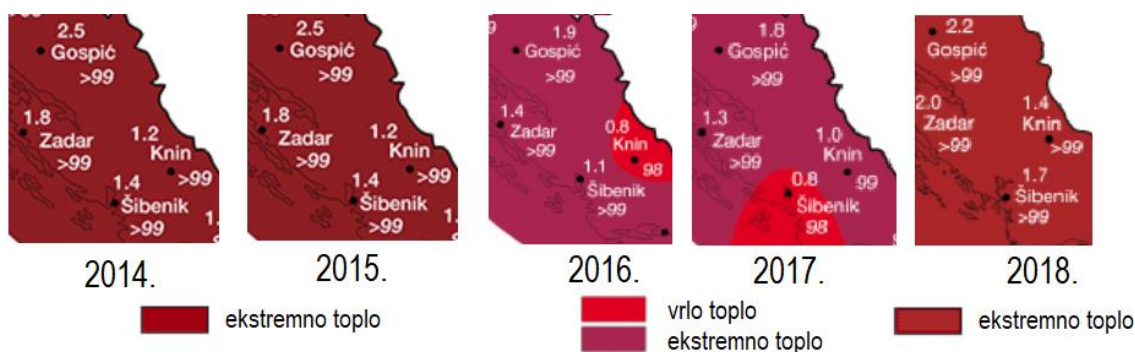 2.5
Gospić
>99
1.8
Zadar
>99
1.2
Knin
>99
1.4
Šibenik
>99
2014.
2.5
Gospić
>99
1.8
Zadar
>99
1.2
Knin
>99
1.4
Šibenik
>99
2015.
1.9
Gospić
>99
1.4
Zadar
>99
0.8
Knin
98
1.1
Šibenik
>99
2016.
1.8
Gospić
>99
1.3
Zadar
>99
1.0
Knin
99
0.8
Šibenik
98
2017.
2.2
Gospić
>99
2.0
Zadar
>99
1.4
Knin
>99
1.7
Šibenik
>99
2018.
ekstremno toplo
vrlo toplo
ekstremno toplo
ekstremno toplo